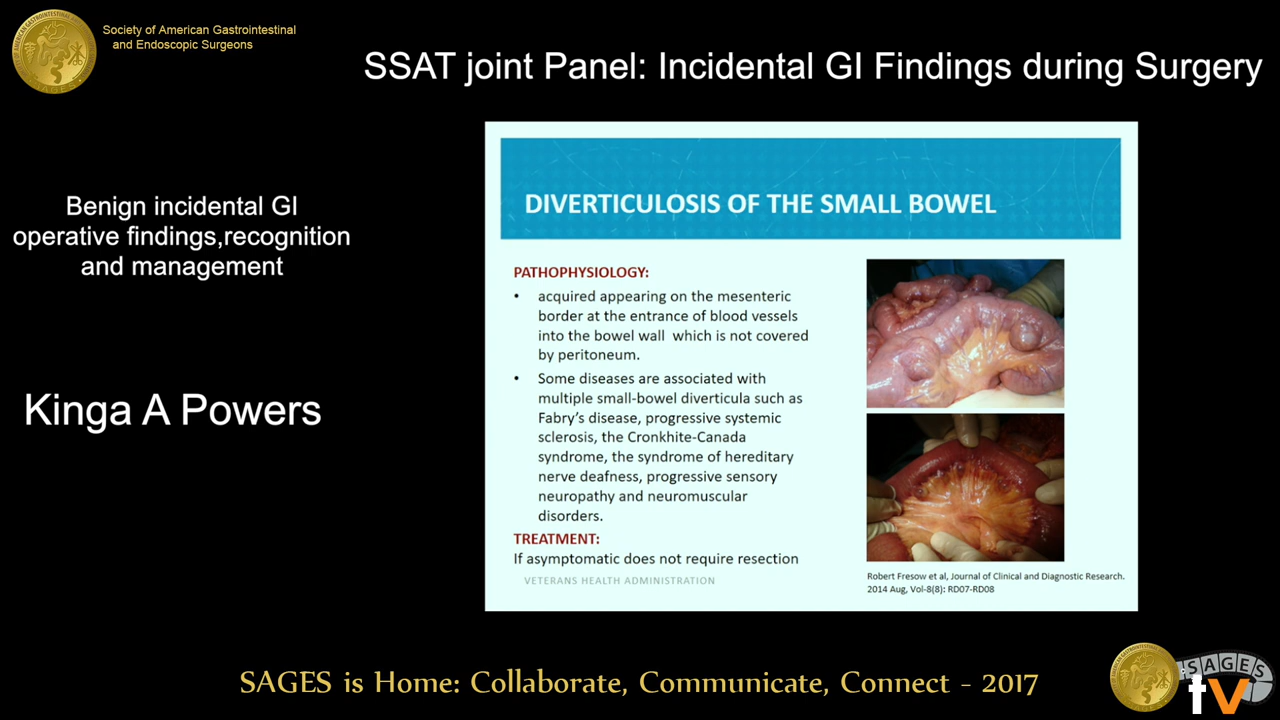 Society of American Gastrointestinal
and Endoscopic Surgeons
SSAT joint Panel: Incidental GI Findings during Surgery
Benign incidental GI
operative findings,recognition
and management
Kinga A Powers
DIVERTICULOSIS OF THE SMALL BOWEL
PATHOPHYSIOLOGY:
• acquired appearing on the mesenteric
border at the entrance of blood vessels
into the bowel wall which is not covered
by peritoneum.
• Some diseases are associated with
multiple small-bowel diverticula such as
Fabry's disease, progressive systemic
sclerosis, the Cronkhite-Canada
syndrome, the syndrome of hereditary
nerve deafness, progressive sensory
neuropathy and neuromuscular
disorders.
TREATMENT:
If asymptomatic does not require resection
VETERANS HEALTH ADMINISTRATION
Robert Fresow et al, Journal of Clinical and Diagnostic Research.
2014 Aug, Vol-8(8): RD07-RD08
SAGES is Home: Collaborate, Communicate, Connect - 2017
SAGES
tv